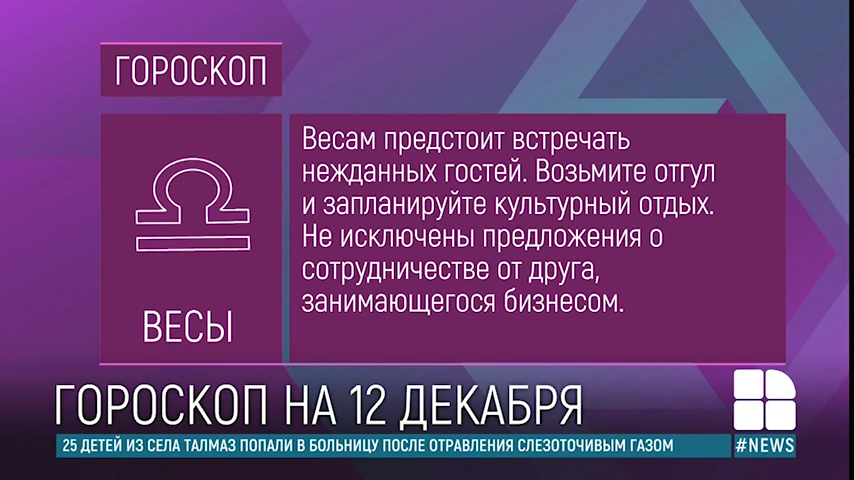 ГОРОСКОП
Весам предстоит встречать
нежданных гостей. Возьмите отгул
и запланируйте культурный отдых.
Не исключены предложения о
сотрудничестве от друга,
занимающегося бизнесом.
ВЕСЫ
ГОРОСКОП НА 12 ДЕКАБРЯ
25 ДЕТЕЙ ИЗ СЕЛА ТАЛМАЗ ПОПАЛИ В БОЛЬНИЦУ ПОСЛЕ ОТРАВЛЕНИЯ СЛЕЗОТОЧИВЫМ ГАЗОМ
#NEWS